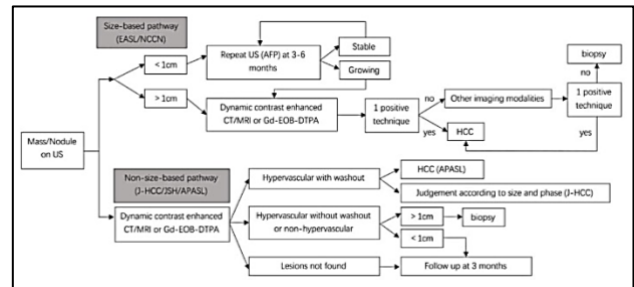 Size-based pathway
(EASL/NCCN)
< 1cm
Repeat US (AFP) at 3-6
months
Stable
Growing
> 1cm
Dynamic contrast enhanced
CT/MRI or Gd-EOB-DTPA
1 positive
technique
no
yes
Other imaging modalities
HCC
1 positive
technique
no
yes
biopsy
Mass/Nodule
on US
Non-size-based pathway
(J-HCC/JSH/APASL)
Dynamic contrast enhanced
CT/MRI or Gd-EOB-DTPA
Hypervascular with washout
HCC (APASL)
Judgement according to size and phase (J-HCC)
Hypervascular without washout
or non-hypervascular
> 1cm
biopsy
< 1cm
Lesions not found
Follow up at 3 months